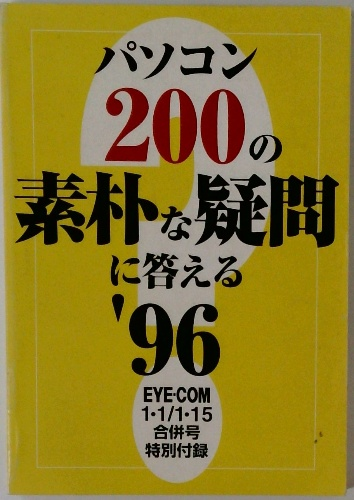 パソコン
200の
素朴な疑問
に答える
'96
EYE·COM
1·1/1·15
合併号
特別付録